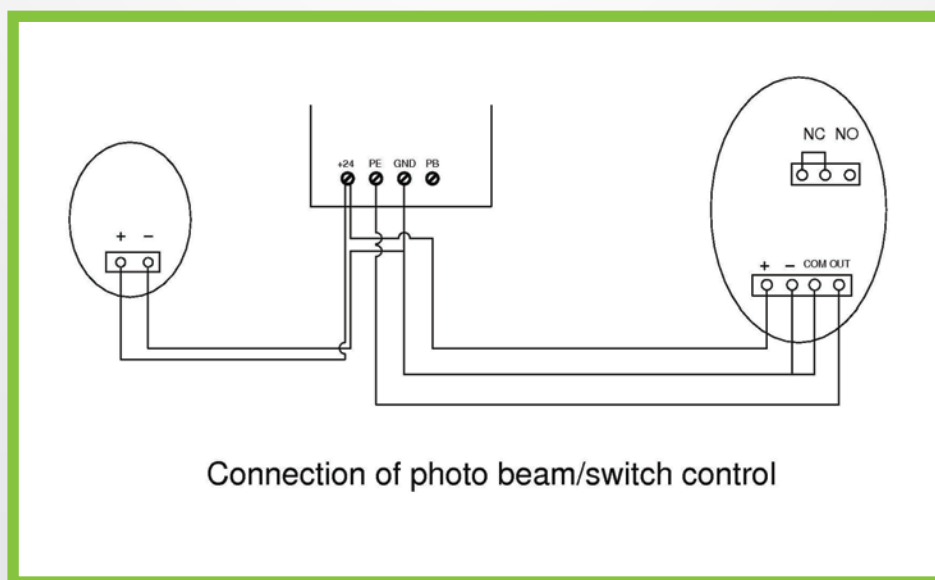 NC NO
+24 PE GND PB
+ −
+ − COM OUT
Connection of photo beam/switch control